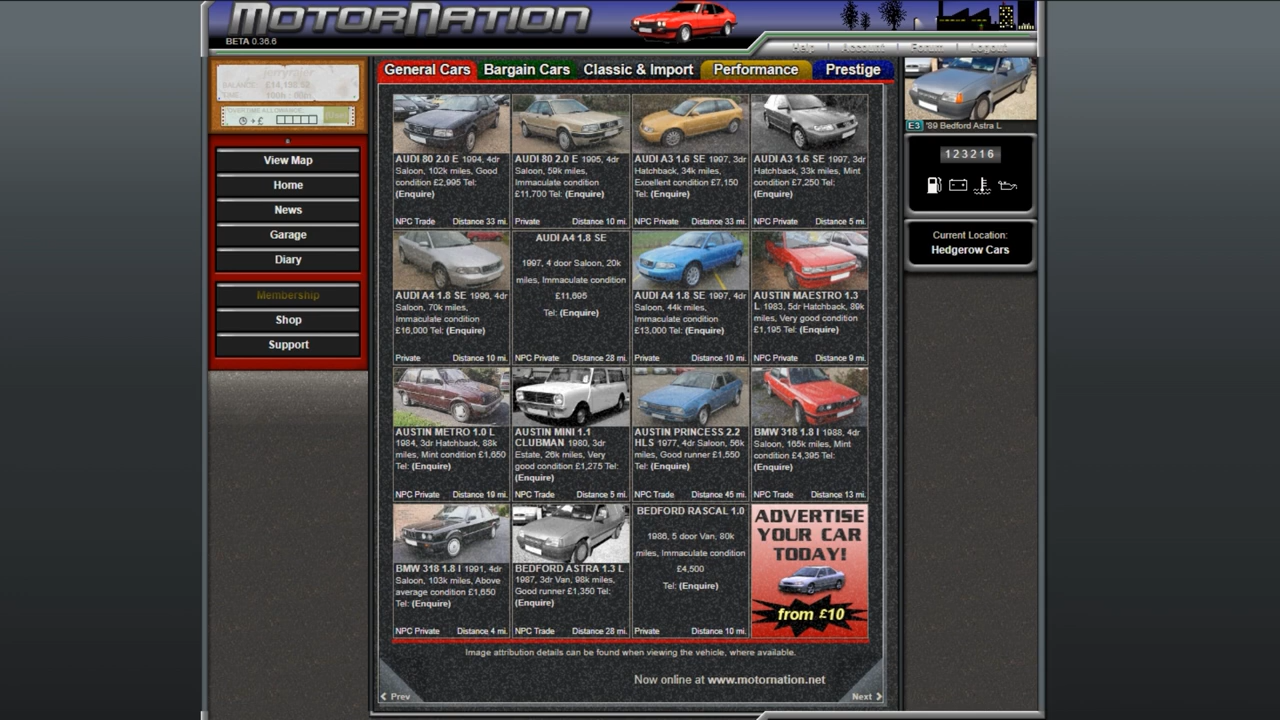 MOTORNATION
BETA 0.36.6
Help | Account | Forum | Logout
BALANCE: £14,136.52
OVERTIME ALLOWANCE
View Map
Home
News
Garage
Diary
Membership
Shop
Support
General Cars
Bargain Cars
Classic & Import
Performance
Prestige
AUDI 80 2.0 E 1994, 4dr
Saloon, 102k miles, Good
condition £2,995 Tel:
(Enquire)
NPC Trade Distance 33 mi.
AUDI 80 2.0 E 1995, 4dr
Saloon, 59k miles,
Immaculate condition
£11,700 Tel: (Enquire)
Private Distance 10 mi.
AUDI A3 1.6 SE 1997, 3dr
Hatchback, 34k miles,
Excellent condition £7,150
Tel: (Enquire)
NPC Private Distance 33 mi.
AUDI A3 1.6 SE 1997, 3dr
Hatchback, 33k miles, Mint
condition £7,250 Tel:
(Enquire)
NPC Private Distance 5 mi.
AUDI A4 1.8 SE 1996, 4dr
Saloon, 70k miles,
Immaculate condition
£16,000 Tel: (Enquire)
Private Distance 10 mi.
AUDI A4 1.8 SE
1997, 4 door Saloon, 20k
miles, Immaculate condition
£11,695
Tel: (Enquire)
NPC Private Distance 28 mi.
AUDI A4 1.8 SE 1997, 4dr
Saloon, 44k miles,
Immaculate condition
£13,000 Tel: (Enquire)
Private Distance 10 mi.
AUSTIN MAESTRO 1.3
L 1983, 5dr Hatchback, 89k
miles, Very good condition
£1,195 Tel: (Enquire)
NPC Private Distance 9 mi.
AUSTIN METRO 1.0 L
1984, 3dr Hatchback, 88k
miles, Mint condition £1,650
Tel: (Enquire)
NPC Private Distance 19 mi.
AUSTIN MINI 1.1
CLUBMAN 1980, 3dr
Estate, 26k miles, Very
good condition £1,275 Tel:
(Enquire)
NPC Trade Distance 5 mi.
AUSTIN PRINCESS 2.2
HLS 1977, 4dr Saloon, 56k
miles, Good runner £1,550
Tel: (Enquire)
NPC Trade Distance 45 mi.
BMW 318 1.8 I 1988, 4dr
Saloon, 165k miles, Mint
condition £4,395 Tel:
(Enquire)
NPC Trade Distance 13 mi.
BMW 318 1.8 I 1991, 4dr
Saloon, 103k miles, Above
average condition £1,650
Tel: (Enquire)
NPC Private Distance 4 mi.
BEDFORD ASTRA 1.3 L
1987, 3dr Van, 98k miles,
Good runner £1,350 Tel:
(Enquire)
NPC Trade Distance 28 mi.
BEDFORD RASCAL 1.0
1986, 5 door Van, 80k
miles, Immaculate condition
£4,500
Tel: (Enquire)
Private Distance 10 mi.
ADVERTISE
YOUR CAR
TODAY!
from £10
Image attribution details can be found when viewing the vehicle, where available.
Now online at www.motornation.net
Prev
Next
E3 '89 Bedford Astra L
123216
Current Location:
Hedgerow Cars